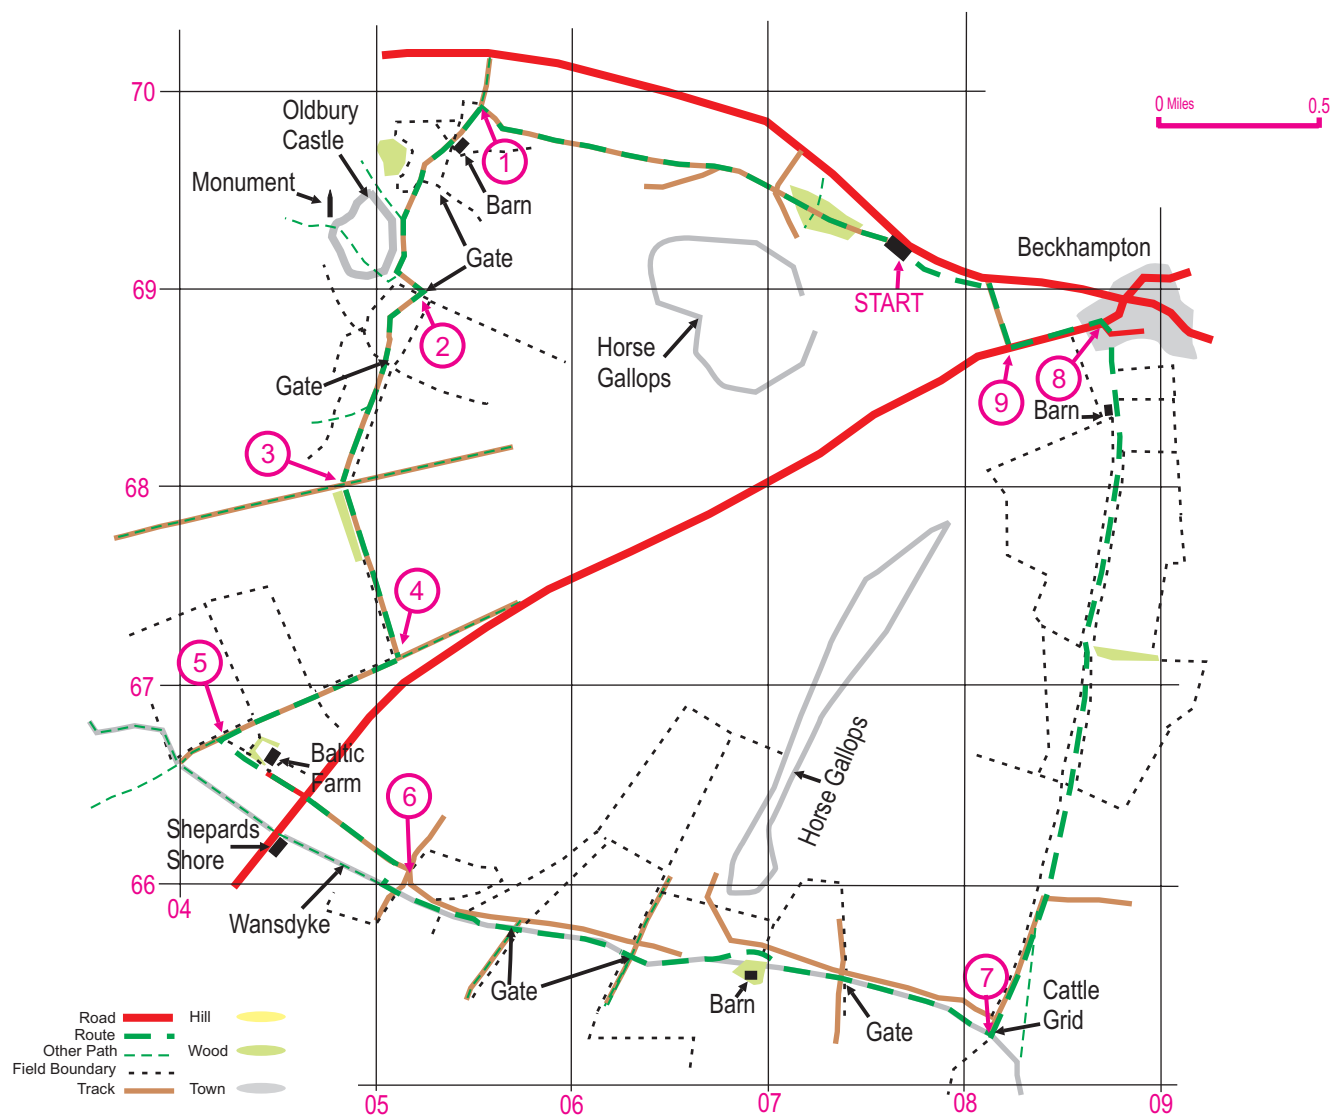 70
Oldbury
Castle
0 Miles
0.5
1
Monument
Barn
Gate
Beckhampton
69
START
2
Horse
Gallops
Gate
8
9
Barn
3
68
4
5
67
Baltic
Farm
Horse Gallops
6
Shepards
Shore
66
04
Wansdyke
7
Gate
Barn
Gate
Cattle
Grid
Road
Hill
Route
Other Path
Wood
Field Boundary
Track
Town
05
06
07
08
09